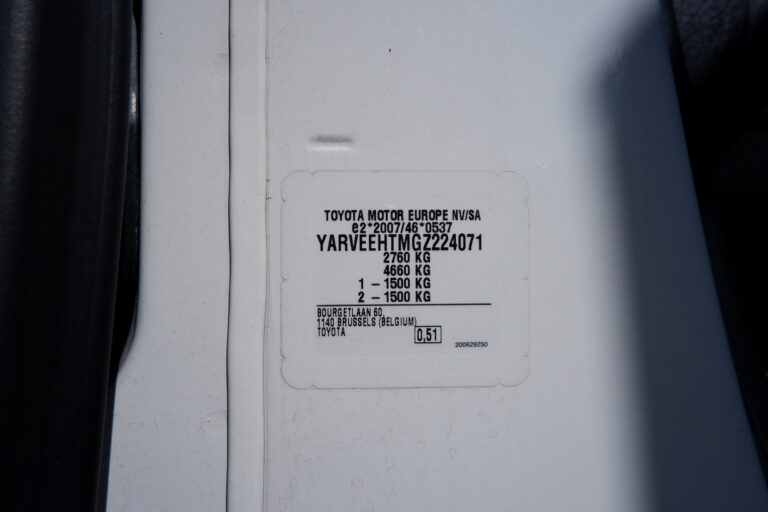 TOYOTA MOTOR EUROPE NV/SA
e2*2007/46*0537
YARVEEHTMGZ224071
2760 KG
4660 KG
1 – 1500 KG
2 – 1500 KG
BOURGETLAAN 60,
1140 BRUSSELS (BELGIUM)
TOYOTA
0,51
200629250